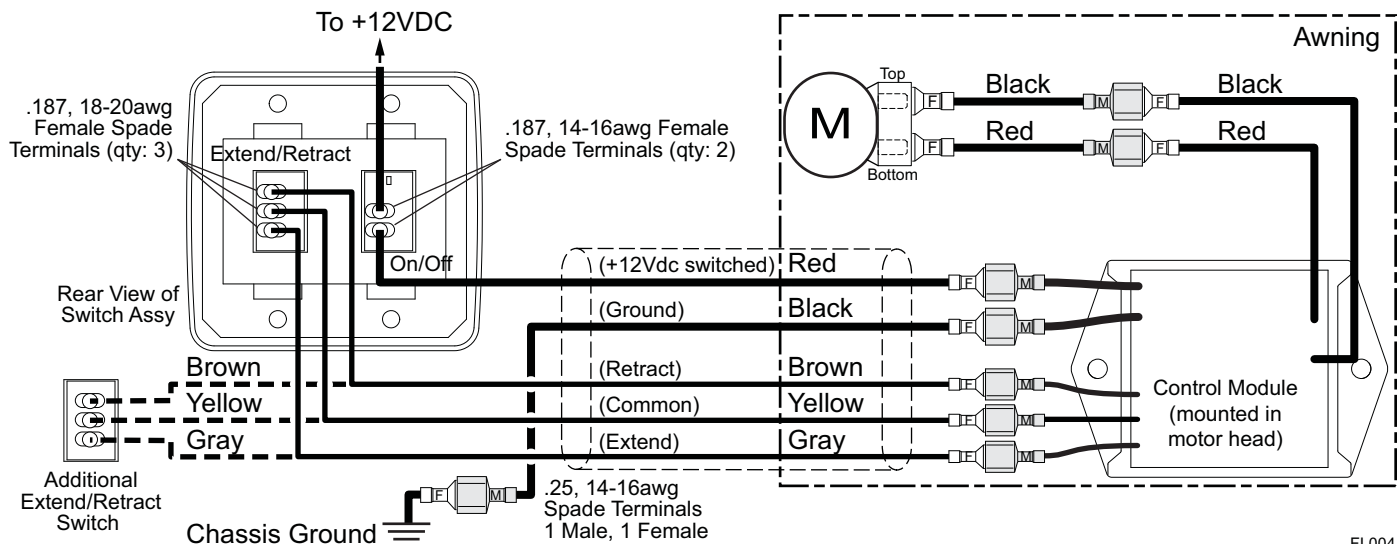 To +12VDC
Awning
.187, 18-20awg
Female Spade
Terminals (qty: 3)
Extend/Retract
On/Off
.187, 14-16awg Female
Spade Terminals (qty: 2)
Rear View of
Switch Assy
M
Top
Bottom
F
Black
M
F
Black
F
Red
M
F
Red
(+12Vdc switched)
Red
F
M
(Ground)
Black
F
M
(Retract)
Brown
F
M
(Common)
Yellow
F
M
(Extend)
Gray
F
M
Control Module
(mounted in
motor head)
Brown
Yellow
Gray
Additional
Extend/Retract
Switch
Chassis Ground
F
M
.25, 14-16awg
Spade Terminals
1 Male, 1 Female
EL004